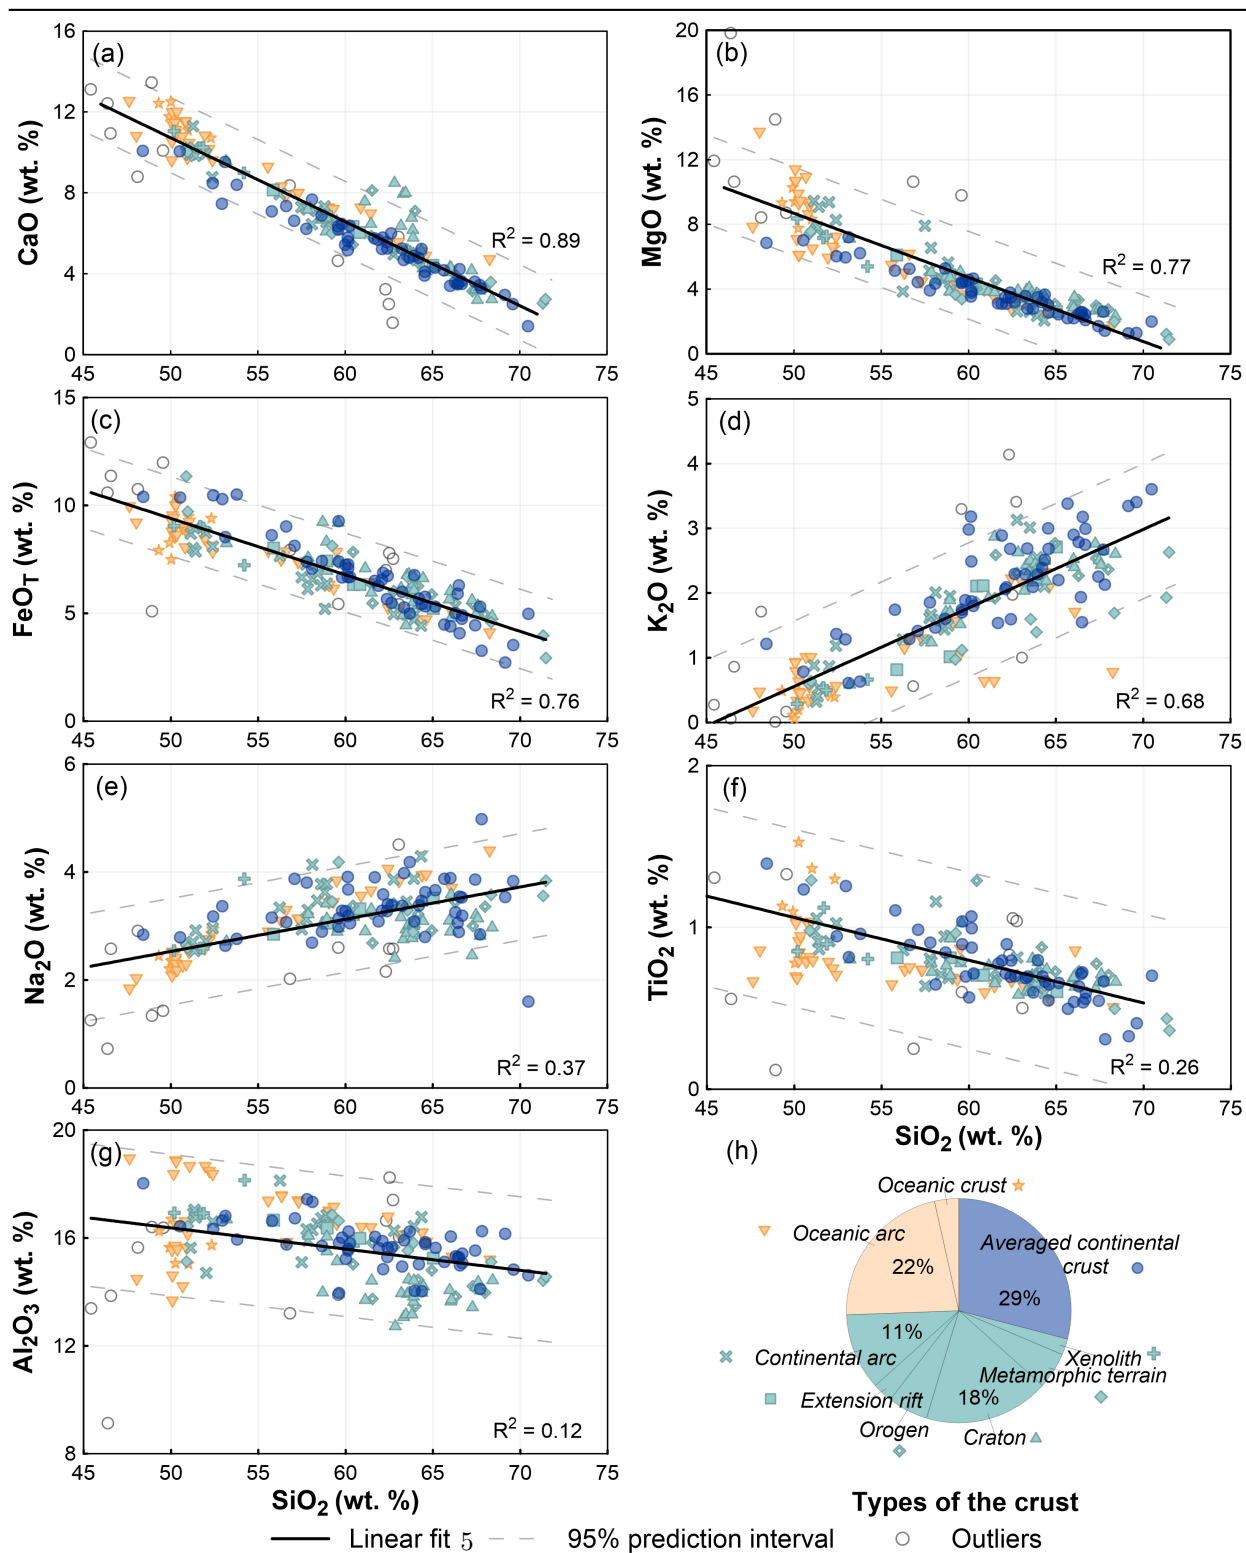 (a)
CaO (wt. %)
16
12
8
4
0
R2 = 0.89
45 50 55 60 65 70 75
(b)
MgO (wt. %)
20
16
12
8
4
0
R2 = 0.77
45 50 55 60 65 70 75
(c)
FeOT (wt. %)
15
10
5
0
R2 = 0.76
45 50 55 60 65 70 75
(d)
K2O (wt. %)
5
4
3
2
1
0
R2 = 0.68
45 50 55 60 65 70 75
(e)
Na2O (wt. %)
6
4
2
0
R2 = 0.37
45 50 55 60 65 70 75
(f)
TiO2 (wt. %)
2
1
0
R2 = 0.26
45 50 55 60 65 70 75
SiO2 (wt. %)
(g)
Al2O3 (wt. %)
20
16
12
8
R2 = 0.12
45 50 55 60 65 70 75
SiO2 (wt. %)
(h)
Oceanic crust
Oceanic arc
22%
Averaged continental
crust
29%
11%
Continental arc
Xenolith
Metamorphic terrain
Extension rift
18%
Orogen
Craton
Types of the crust
Linear fit 5
95% prediction interval
Outliers